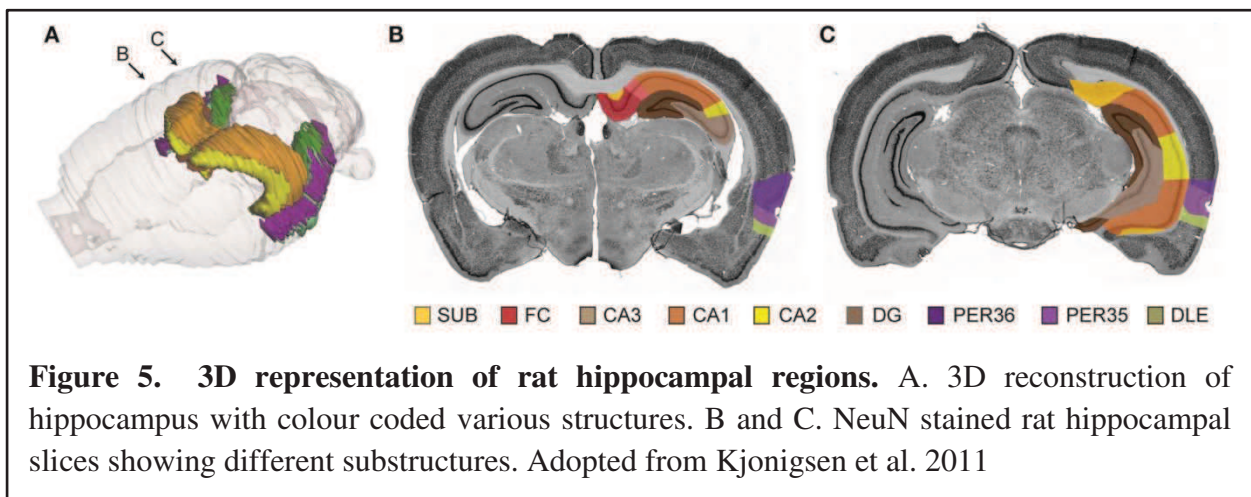 A
B
C
B
C
SUB FC CA3 CA1 CA2 DG PER36 PER35 DLE
Figure 5. 3D representation of rat hippocampal regions. A. 3D reconstruction of
hippocampus with colour coded various structures. B and C. NeuN stained rat hippocampal
slices showing different substructures. Adopted from Kjonigsen et al. 2011